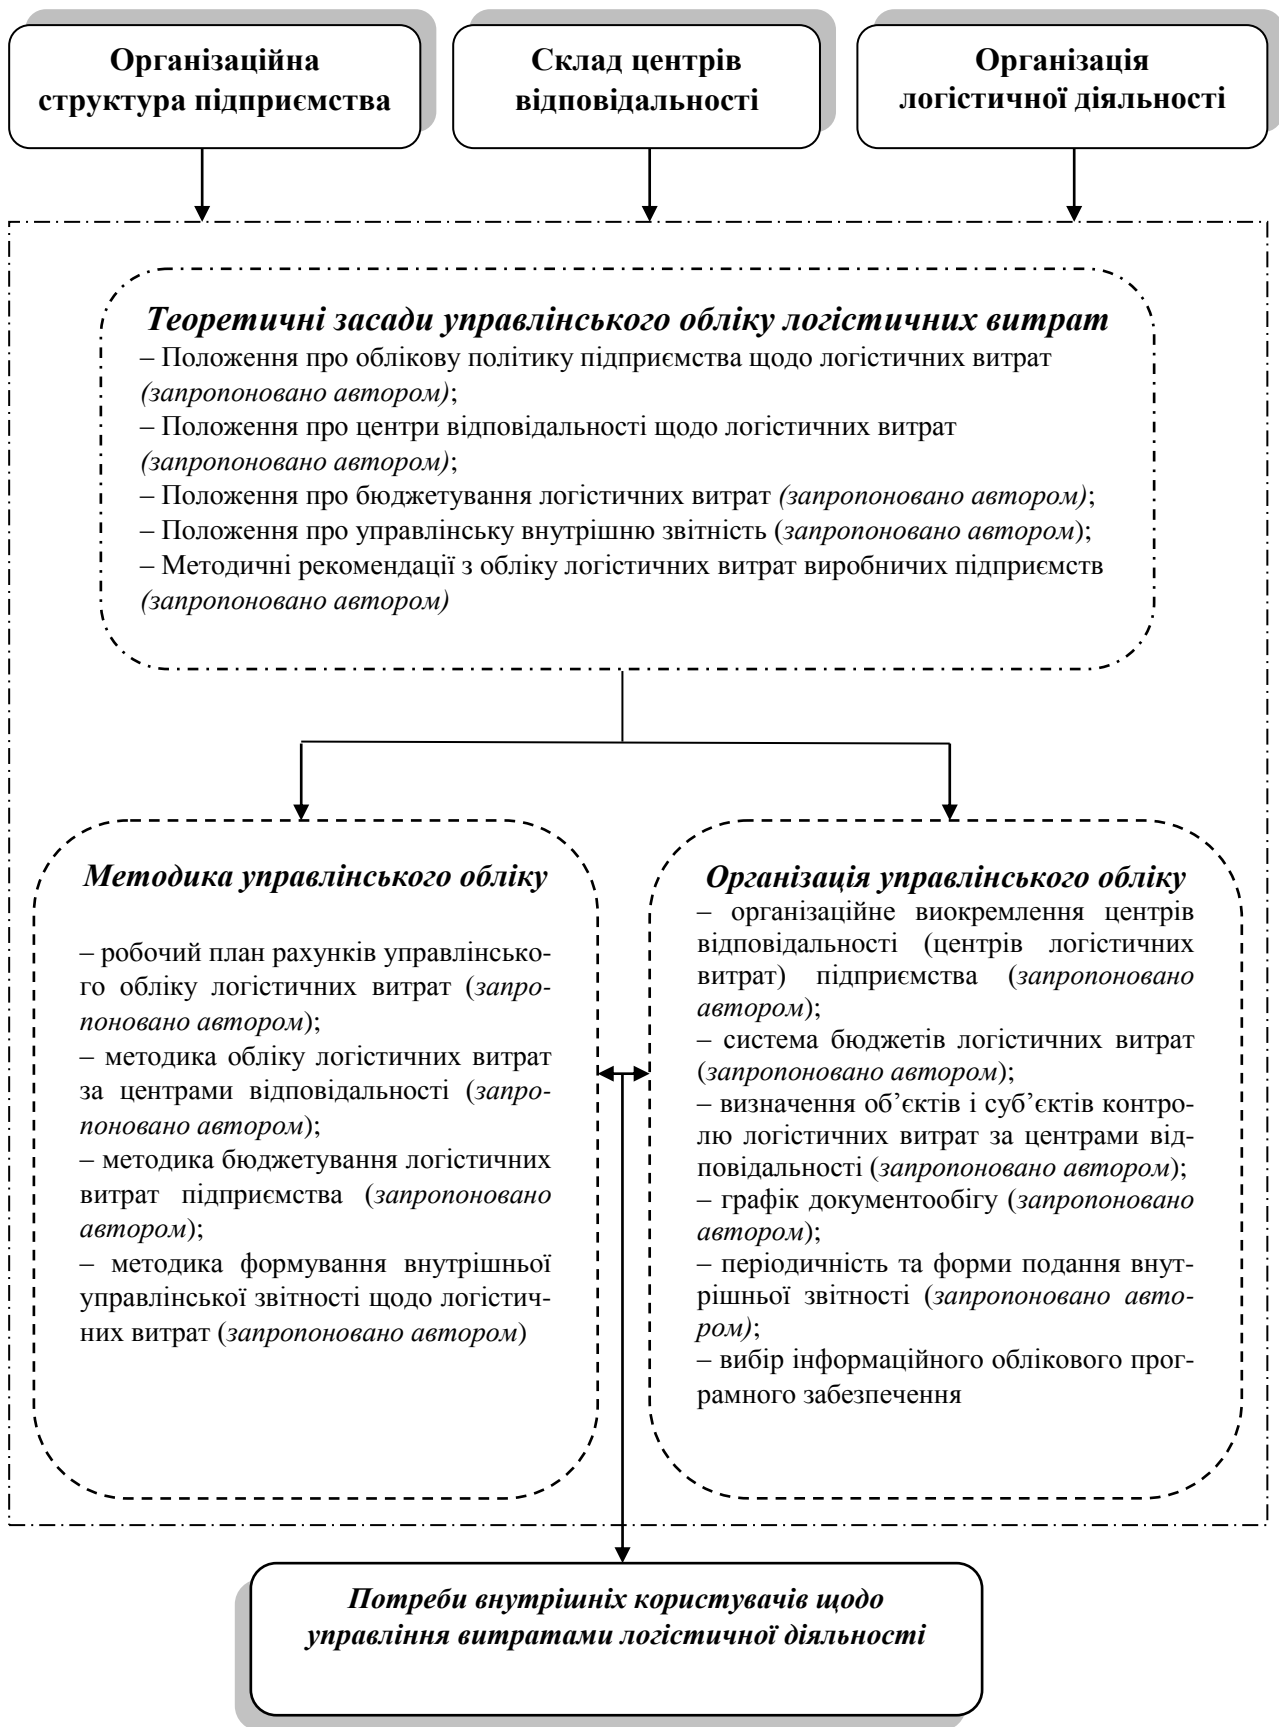 Організаційна
структура підприємства
Склад центрів
відповідальності
Організація
логістичної діяльності
Теоретичні засади управлінського обліку логістичних витрат
– Положення про облікову політику підприємства щодо логістичних витрат
(запропоновано автором);
– Положення про центри відповідальності щодо логістичних витрат
(запропоновано автором);
– Положення про бюджетування логістичних витрат (запропоновано автором);
– Положення про управлінську внутрішню звітність (запропоновано автором);
– Методичні рекомендації з обліку логістичних витрат виробничих підприємств
(запропоновано автором)
Методика управлінського обліку
– робочий план рахунків управлінсько-
го обліку логістичних витрат (запро-
поновано автором);
– методика обліку логістичних витрат
за центрами відповідальності (запро-
поновано автором);
– методика бюджетування логістичних
витрат підприємства (запропоновано
автором);
– методика формування внутрішньої
управлінської звітності щодо логістич-
них витрат (запропоновано автором)
Організація управлінського обліку
– організаційне виокремлення центрів
відповідальності (центрів логістичних
витрат) підприємства (запропоновано
автором);
– система бюджетів логістичних витрат
(запропоновано автором);
– визначення об’єктів і суб’єктів контро-
лю логістичних витрат за центрами від-
повідальності (запропоновано автором);
– графік документообігу (запропоновано
автором);
– періодичність та форми подання внут-
рішньої звітності (запропоновано авто-
ром);
– вибір інформаційного облікового прог-
рамного забезпечення
Потреби внутрішніх користувачів щодо
управління витратами логістичної діяльності